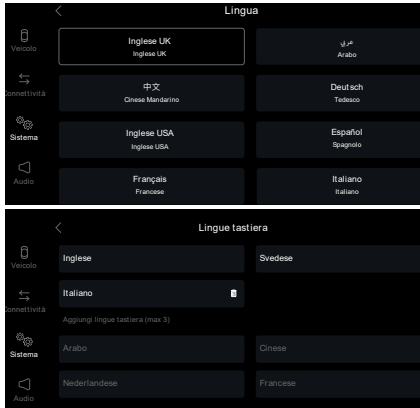 Lingua
Veicolo
Connettività
Sistema
Audio
Inglese UK
Inglese UK
عربي
Arabo
中文
Cinese Mandarino
Deutsch
Tedesco
Inglese USA
Inglese USA
Español
Spagnolo
Français
Francese
Italiano
Italiano
Lingue tastiera
Veicolo
Connettività
Sistema
Audio
Inglese
Svedese
Italiano
Aggiungi lingue tastiera (max 3)
Arabo
Cinese
Nederlandese
Francese